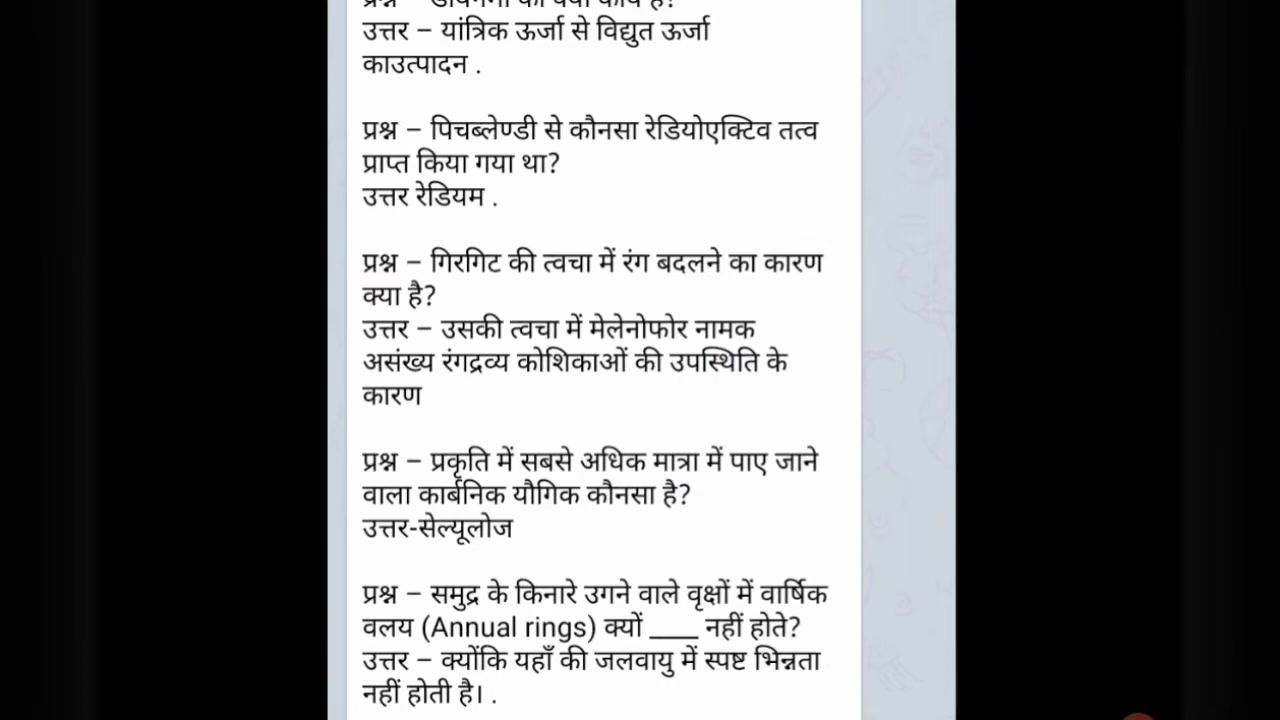 उत्तर – यांत्रिक ऊर्जा से विद्युत ऊर्जा
काउत्पादन .
प्रश्न – पिचब्लेण्डी से कौनसा रेडियोएक्टिव तत्व
प्राप्त किया गया था?
उत्तर रेडियम .
प्रश्न – गिरगिट की त्वचा में रंग बदलने का कारण
क्या है?
उत्तर – उसकी त्वचा में मेलेनोफोर नामक
असंख्य रंगद्रव्य कोशिकाओं की उपस्थिति के
कारण
प्रश्न – प्रकृति में सबसे अधिक मात्रा में पाए जाने
वाला कार्बनिक यौगिक कौनसा है?
उत्तर-सेल्यूलोज
प्रश्न – समुद्र के किनारे उगने वाले वृक्षों में वार्षिक
वलय (Annual rings) क्यों ____ नहीं होते?
उत्तर – क्योंकि यहाँ की जलवायु में स्पष्ट भिन्नता
नहीं होती है। .